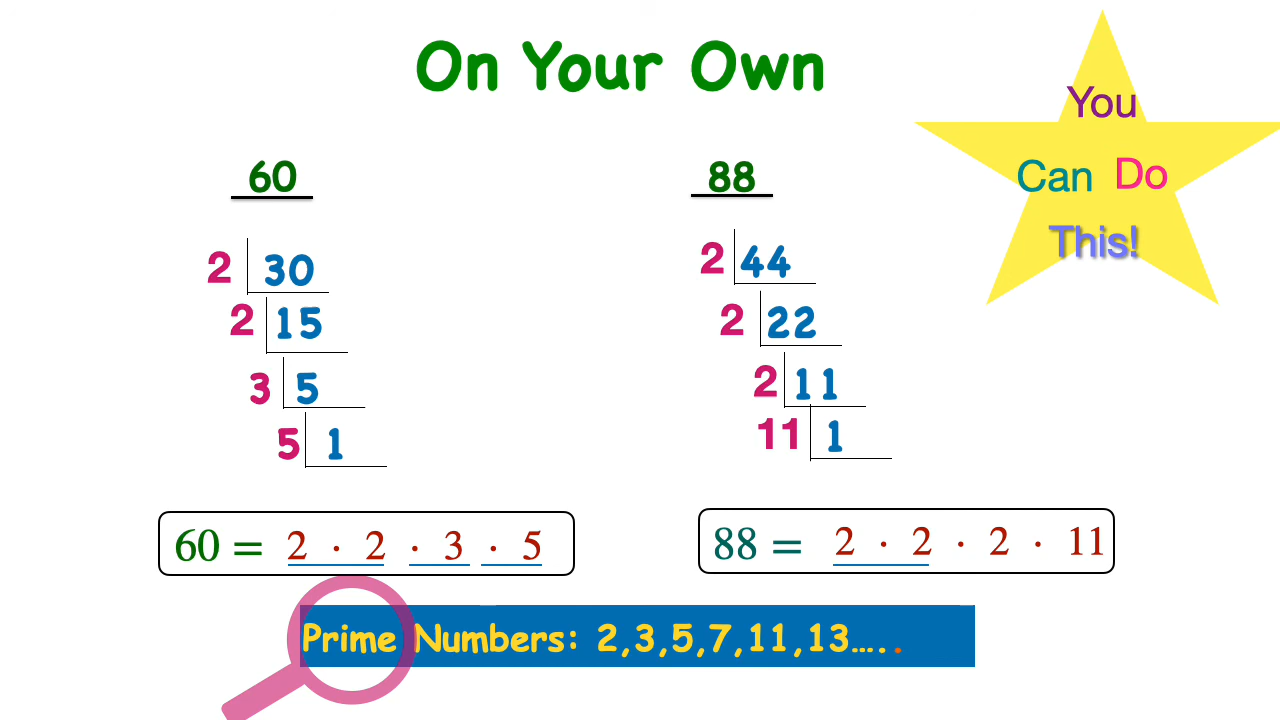 On Your Own
You
Can Do
This!
60
2 30
2 15
3 5
5 1
60 = 2 · 2 · 3 · 5
88
2 44
2 22
2 11
11 1
88 = 2 · 2 · 2 · 11
Prime Numbers: 2,3,5,7,11,13.....